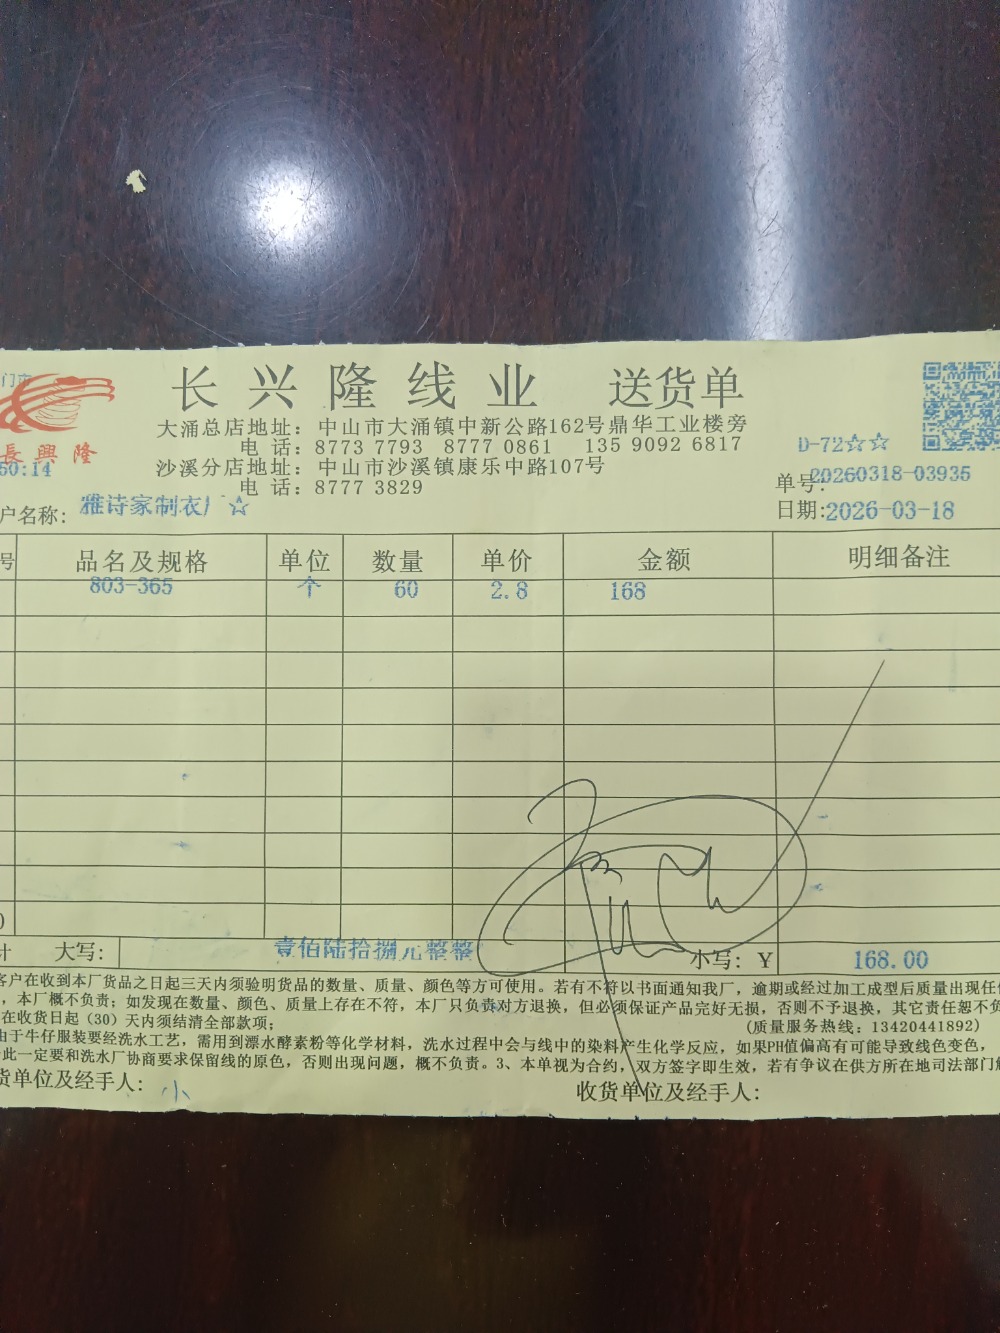 长兴隆线业 送货单
门市
長興隆
50:14
大涌总店地址：中山市大涌镇中新公路162号鼎华工业楼旁
电 话：8773 7793 8777 0861 135 9092 6817
D-72☆☆
沙溪分店地址：中山市沙溪镇康乐中路107号
电 话：8777 3829
单号：20260318-03935
户名称：雅诗家制衣厂☆
日期：2026-03-18
号 品名及规格 单位 数量 单价 金额 明细备注
803-365 个 60 2.8 168
计 大写：壹佰陆拾捌元整整 小写：Y 168.00
客户在收到本厂货品之日起三天内须验明货品的数量、质量、颜色等方可使用。若有不符以书面通知我厂，逾期或经过加工成型后质量出现任何
，本厂概不负责；如发现在数量、颜色、质量上存在不符，本厂只负责对方退换，但必须保证产品完好无损，否则不予退换，其它责任恕不负
在收货日起（30）天内须结清全部款项； (质量服务热线：13420441892)
由于牛仔服装要经洗水工艺，需用到漂水酵素粉等化学材料，洗水过程中会与线中的染料产生化学反应，如果PH值偏高有可能导致线色变色，
此一定要和洗水厂协商要求保留线的原色，否则出现问题，概不负责。3、本单视为合约，双方签字即生效，若有争议在供方所在地司法部门
货单位及经手人：小 收货单位及经手人：